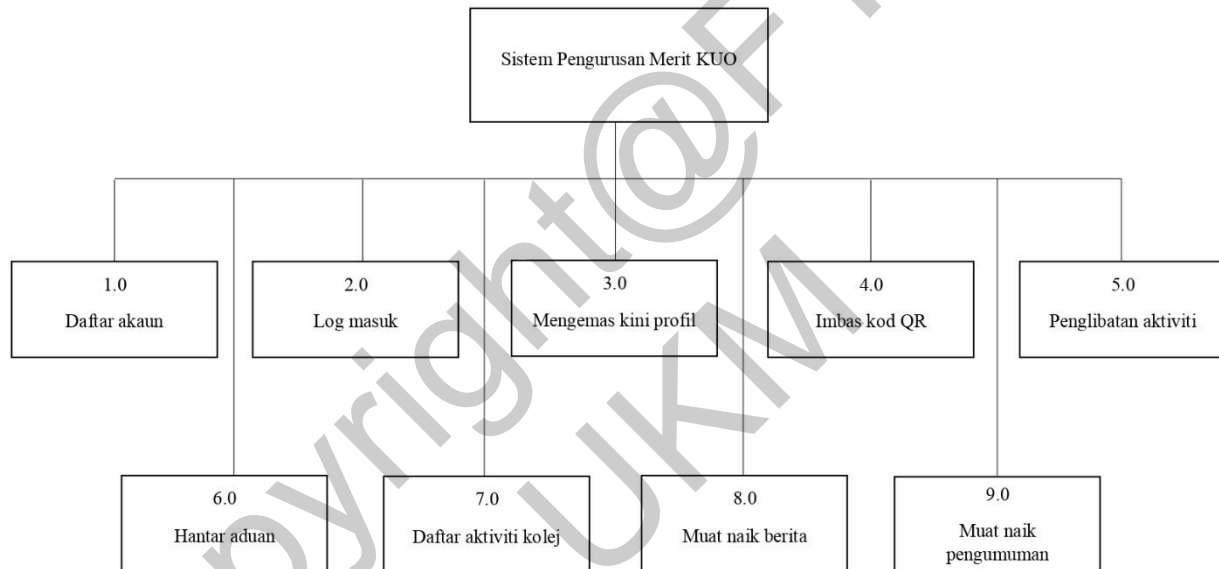 Sistem Pengurusan Merit KUO
1.0
Daftar akaun
2.0
Log masuk
3.0
Mengemas kini profil
4.0
Imbas kod QR
5.0
Penglibatan aktiviti
6.0
Hantar aduan
7.0
Daftar aktiviti kolej
8.0
Muat naik berita
9.0
Muat naik
pengumuman
pyright@F
UKM